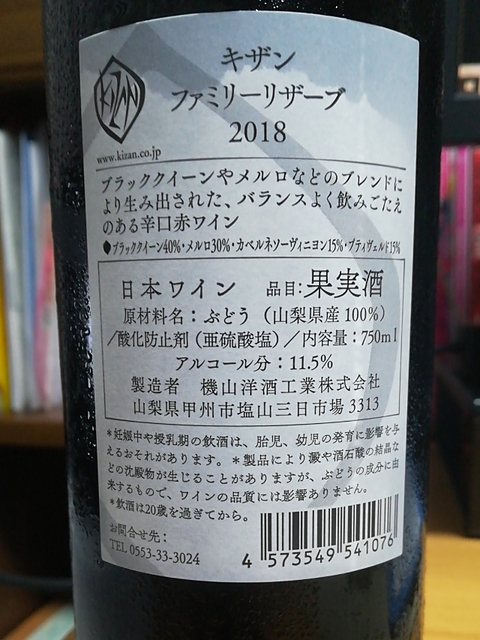 キザン
ファミリーリザーブ
2018
KIZAN
www.kizan.co.jp
ブラッククイーンやメルロなどのブレンドに
より生み出された、バランスよく飲みごたえ
のある辛口赤ワイン
●ブラッククイーン40%・メルロ30%・カベルネソーヴィニヨン15%・プティヴェルド15%
日本ワイン 品目:果実酒
原材料名:ぶどう（山梨県産100%）
／酸化防止剤（亜硫酸塩）／内容量:750ml
アルコール分:11.5%
製造者 機山洋酒工業株式会社
山梨県甲州市塩山三日市場3313
*妊娠中や授乳期の飲酒は、胎児、幼児の発育に影響を与
えるおそれがあります。*製品により澱や酒石酸の結晶な
どの沈殿物が生じることがありますが、ぶどうの成分に由
来するもので、ワインの品質には影響ありません。
*飲酒は20歳を過ぎてから。
お問合せ先:
TEL 0553-33-3024
4 573549 541076